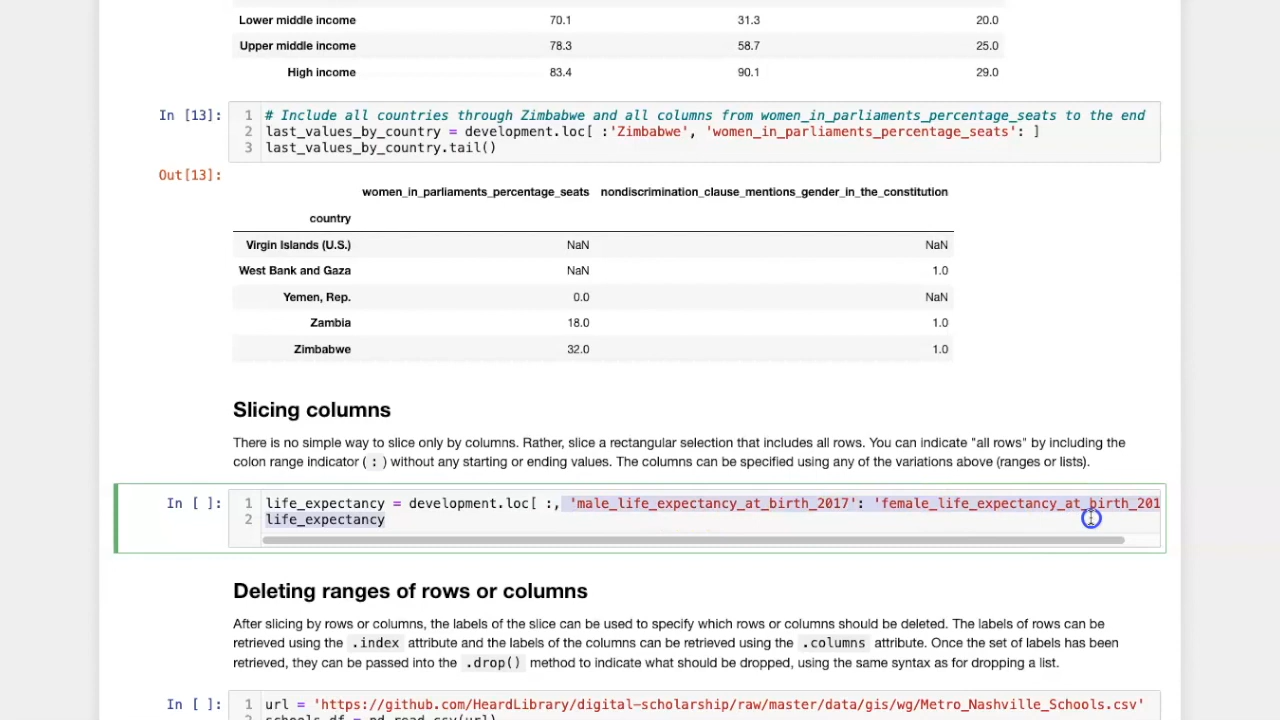 Lower middle income 70.1 31.3 20.0
Upper middle income 78.3 58.7 25.0
High income 83.4 90.1 29.0
In [13]: 1 # Include all countries through Zimbabwe and all columns from women_in_parliaments_percentage_seats to the end
2 last_values_by_country = development.loc[ :'Zimbabwe', 'women_in_parliaments_percentage_seats': ]
3 last_values_by_country.tail()
Out[13]:
women_in_parliaments_percentage_seats nondiscrimination_clause_mentions_gender_in_the_constitution
country
Virgin Islands (U.S.) NaN NaN
West Bank and Gaza NaN 1.0
Yemen, Rep. 0.0 NaN
Zambia 18.0 1.0
Zimbabwe 32.0 1.0
Slicing columns
There is no simple way to slice only by columns. Rather, slice a rectangular selection that includes all rows. You can indicate "all rows" by including the
colon range indicator ( : ) without any starting or ending values. The columns can be specified using any of the variations above (ranges or lists).
In [ ]: 1 life_expectancy = development.loc[ :, 'male_life_expectancy_at_birth_2017': 'female_life_expectancy_at_birth_201
2 life_expectancy
Deleting ranges of rows or columns
After slicing by rows or columns, the labels of the slice can be used to specify which rows or columns should be deleted. The labels of rows can be
retrieved using the .index attribute and the labels of the columns can be retrieved using the .columns attribute. Once the set of labels has been
retrieved, they can be passed into the .drop() method to indicate what should be dropped, using the same syntax as for dropping a list.
In [ ]: 1 url = 'https://github.com/HeardLibrary/digital-scholarship/raw/master/data/gis/wg/Metro_Nashville_Schools.csv'
2 schools_df = pd.read_csv(url)